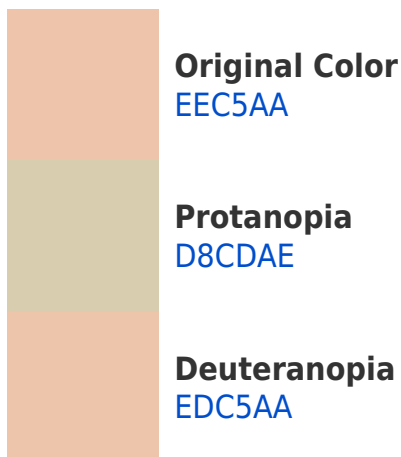 Original Color
EEC5AA
Protanopia
D8CDAE
Deuteranopia
EDC5AA